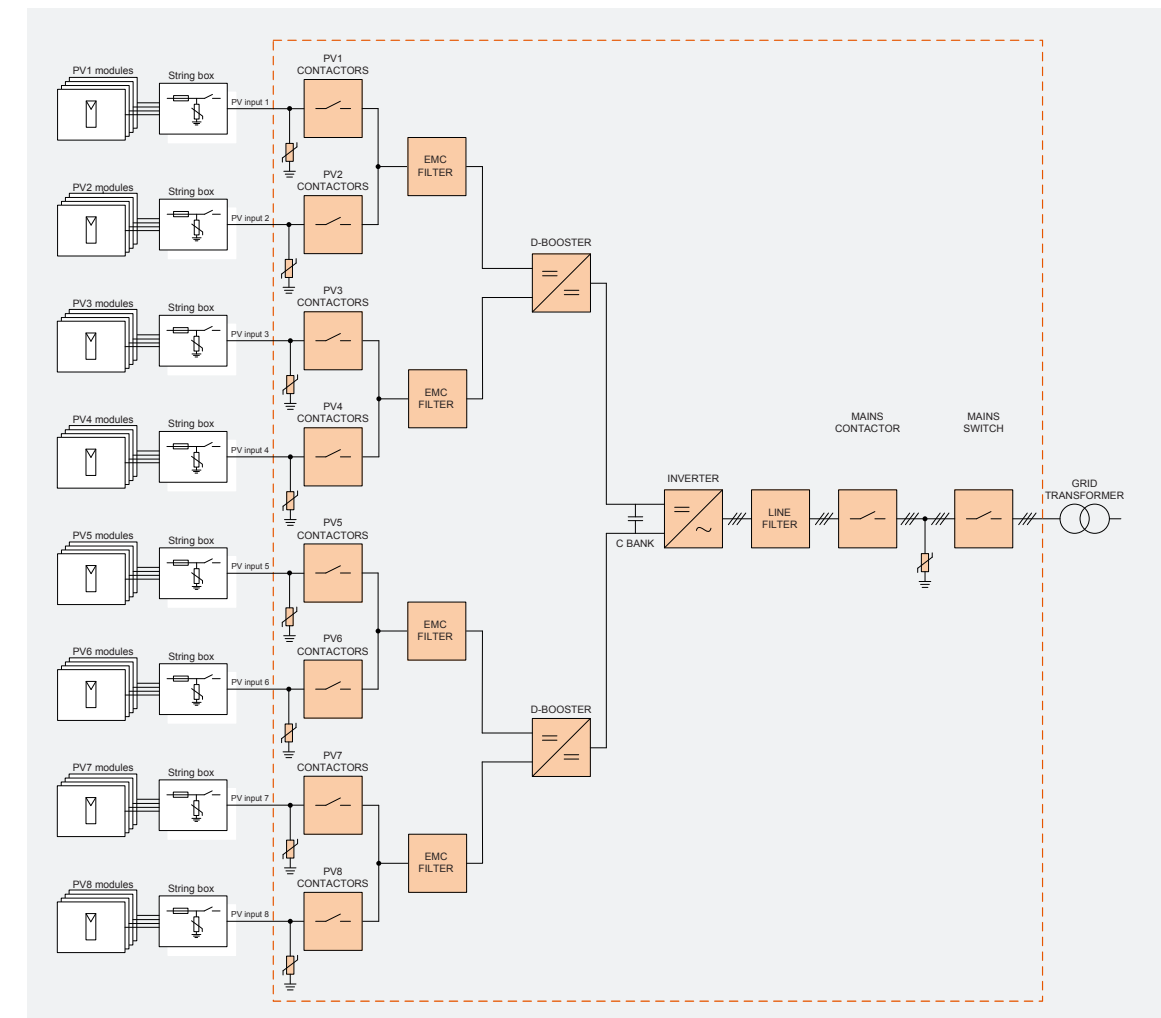 PV1 modules
String box
PV input 1
PV1
CONTACTORS
EMC
FILTER
PV2 modules
String box
PV input 2
PV2
CONTACTORS
D-BOOSTER
PV3 modules
String box
PV input 3
PV3
CONTACTORS
EMC
FILTER
PV4 modules
String box
PV input 4
PV4
CONTACTORS
MAINS
CONTACTOR
MAINS
SWITCH
INVERTER
C BANK
LINE
FILTER
GRID
TRANSFORMER
PV5 modules
String box
PV input 5
PV5
CONTACTORS
EMC
FILTER
PV6 modules
String box
PV input 6
PV6
CONTACTORS
D-BOOSTER
PV7 modules
String box
PV input 7
PV7
CONTACTORS
EMC
FILTER
PV8 modules
String box
PV input 8
PV8
CONTACTORS